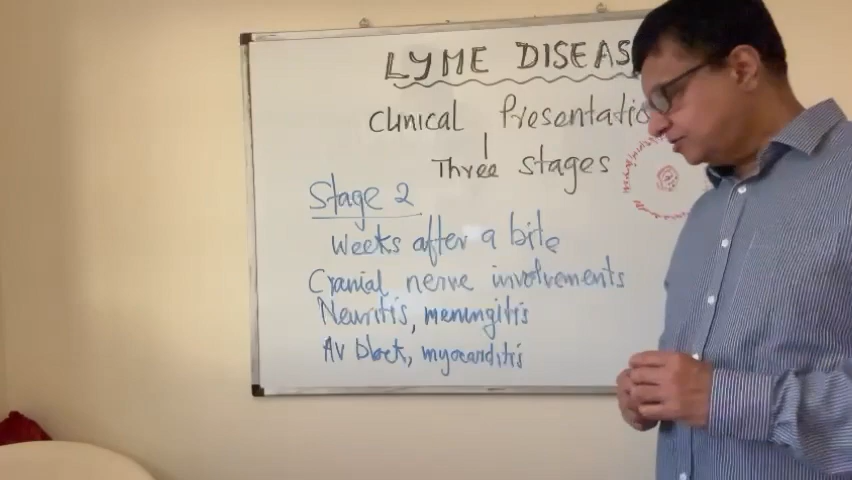 LYME DISEAS
Clinical Presentatio
Three stages
Stage 2
Weeks after a bite
Cranial nerve involvements
Neuritis, meningitis
AV block, myocarditis